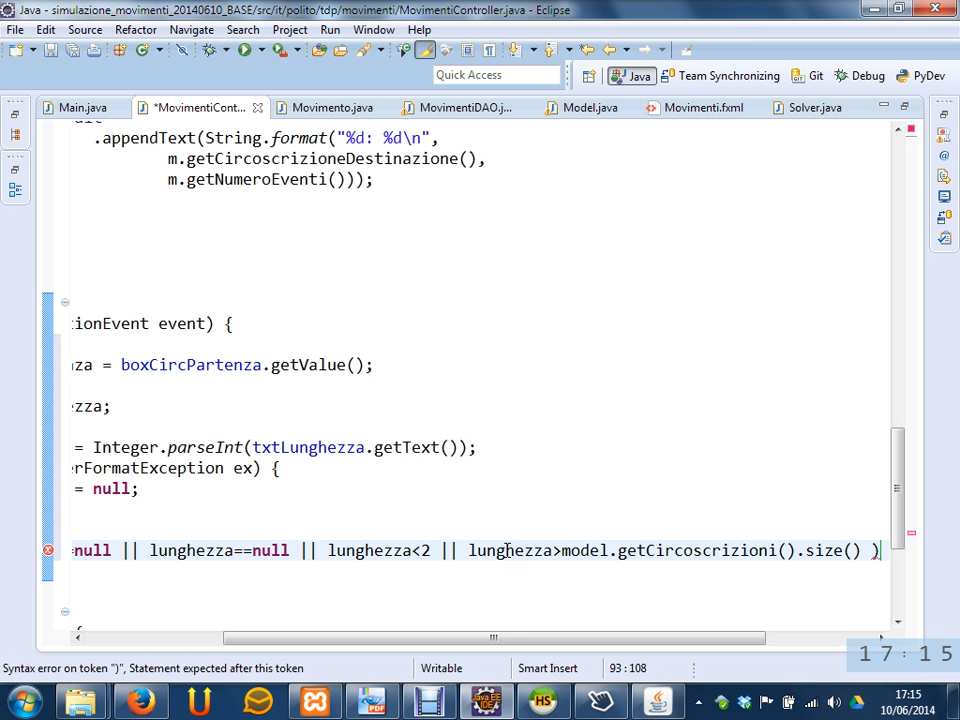 Java - simulazione_movimenti_20140610_BASE/src/it/polito/tdp/movimenti/MovimentiController.java - Eclipse
File Edit Source Refactor Navigate Search Project Run Window Help
Quick Access
Java Team Synchronizing Git Debug PyDev
Main.java *MovimentiCont... Movimento.java MovimentiDAO.j... Model.java Movimenti.fxml Solver.java
.appendText(String.format("%d: %d\n",
m.getCircoscrizioneDestinazione(),
m.getNumeroEventi()));
ionEvent event) {
nza = boxCircPartenza.getValue();
ezza;
= Integer.parseInt(txtLunghezza.getText());
erFormatException ex) {
= null;
=null || lunghezza==null || lunghezza<2 || lunghezza>model.getCircoscrizioni().size() )
{
Syntax error on token ")", Statement expected after this token
Writable
Smart Insert
93 : 108
17:15
17:15
10/06/2014